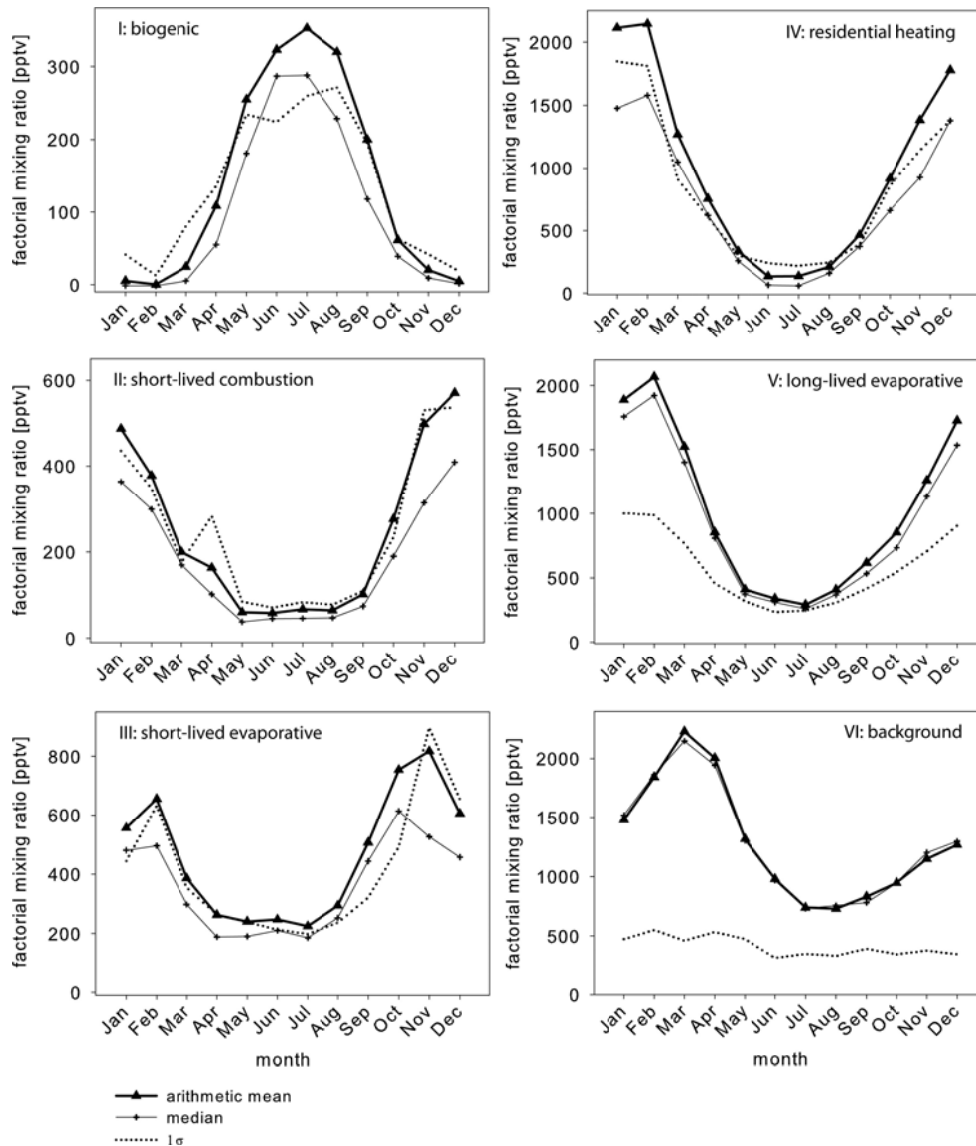 I: biogenic
factorial mixing ratio [pptv]
300
200
100
0
Jan Feb Mar Apr May Jun Jul Aug Sep Oct Nov Dec
IV: residential heating
factorial mixing ratio [pptv]
2000
1500
1000
500
0
Jan Feb Mar Apr May Jun Jul Aug Sep Oct Nov Dec
II: short-lived combustion
factorial mixing ratio [pptv]
600
400
200
0
Jan Feb Mar Apr May Jun Jul Aug Sep Oct Nov Dec
V: long-lived evaporative
factorial mixing ratio [pptv]
2000
1500
1000
500
0
Jan Feb Mar Apr May Jun Jul Aug Sep Oct Nov Dec
III: short-lived evaporative
factorial mixing ratio [pptv]
800
600
400
200
0
Jan Feb Mar Apr May Jun Jul Aug Sep Oct Nov Dec
month
VI: background
factorial mixing ratio [pptv]
2000
1500
1000
500
0
Jan Feb Mar Apr May Jun Jul Aug Sep Oct Nov Dec
month
arithmetic mean
median
1σ